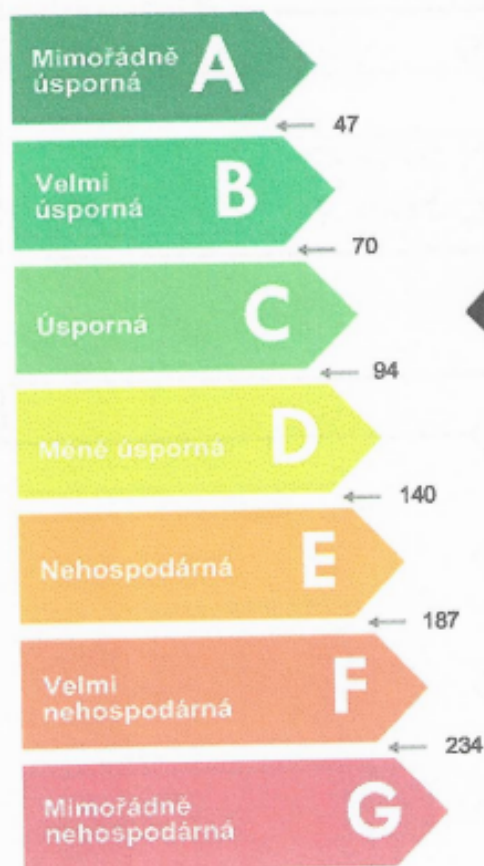 Mimořádně
úsporná
A
47
Velmi
úsporná
B
70
Úsporná
C
94
Méně úsporná
D
140
Nehospodárná
E
187
Velmi
nehospodárná
F
234
Mimořádně
nehospodárná
G